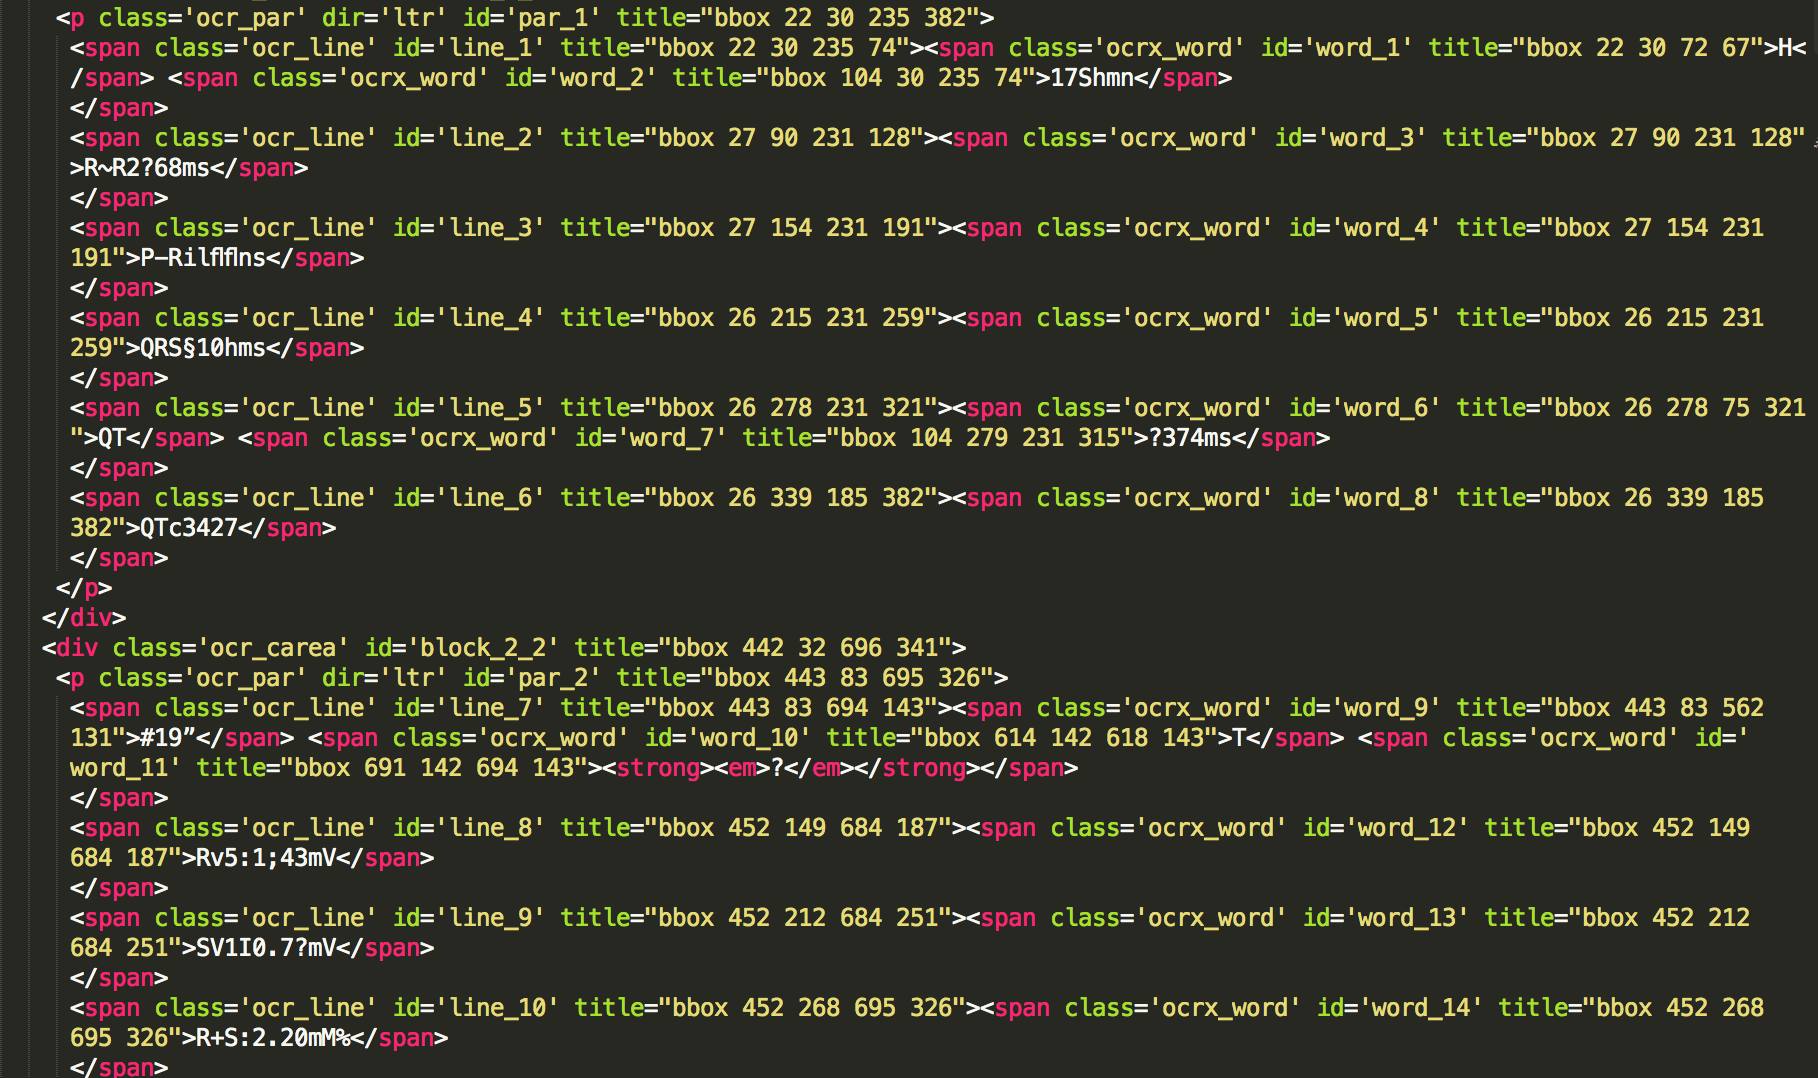 <p class='ocr_par' dir='ltr' id='par_1' title="bbox 22 30 235 382">
<span class='ocr_line' id='line_1' title="bbox 22 30 235 74"><span class='ocrx_word' id='word_1' title="bbox 22 30 72 67">H<
/span> <span class='ocrx_word' id='word_2' title="bbox 104 30 235 74">17Shmn</span>
</span>
<span class='ocr_line' id='line_2' title="bbox 27 90 231 128"><span class='ocrx_word' id='word_3' title="bbox 27 90 231 128"
>R~R2?68ms</span>
</span>
<span class='ocr_line' id='line_3' title="bbox 27 154 231 191"><span class='ocrx_word' id='word_4' title="bbox 27 154 231
191">P—Rilflflns</span>
</span>
<span class='ocr_line' id='line_4' title="bbox 26 215 231 259"><span class='ocrx_word' id='word_5' title="bbox 26 215 231
259">QRS§10hms</span>
</span>
<span class='ocr_line' id='line_5' title="bbox 26 278 231 321"><span class='ocrx_word' id='word_6' title="bbox 26 278 75 321
">QT</span> <span class='ocrx_word' id='word_7' title="bbox 104 279 231 315">?374ms</span>
</span>
<span class='ocr_line' id='line_6' title="bbox 26 339 185 382"><span class='ocrx_word' id='word_8' title="bbox 26 339 185
382">QTc3427</span>
</span>
</p>
</div>
<div class='ocr_carea' id='block_2_2' title="bbox 442 32 696 341">
<p class='ocr_par' dir='ltr' id='par_2' title="bbox 443 83 695 326">
<span class='ocr_line' id='line_7' title="bbox 443 83 694 143"><span class='ocrx_word' id='word_9' title="bbox 443 83 562
131">#19”</span> <span class='ocrx_word' id='word_10' title="bbox 614 142 618 143">T</span> <span class='ocrx_word' id='
word_11' title="bbox 691 142 694 143"><strong><em>?</em></strong></span>
</span>
<span class='ocr_line' id='line_8' title="bbox 452 149 684 187"><span class='ocrx_word' id='word_12' title="bbox 452 149
684 187">Rv5:1;43mV</span>
</span>
<span class='ocr_line' id='line_9' title="bbox 452 212 684 251"><span class='ocrx_word' id='word_13' title="bbox 452 212
684 251">SV1I0.7?mV</span>
</span>
<span class='ocr_line' id='line_10' title="bbox 452 268 695 326"><span class='ocrx_word' id='word_14' title="bbox 452 268
695 326">R+S:2.20mM%</span>
</span>